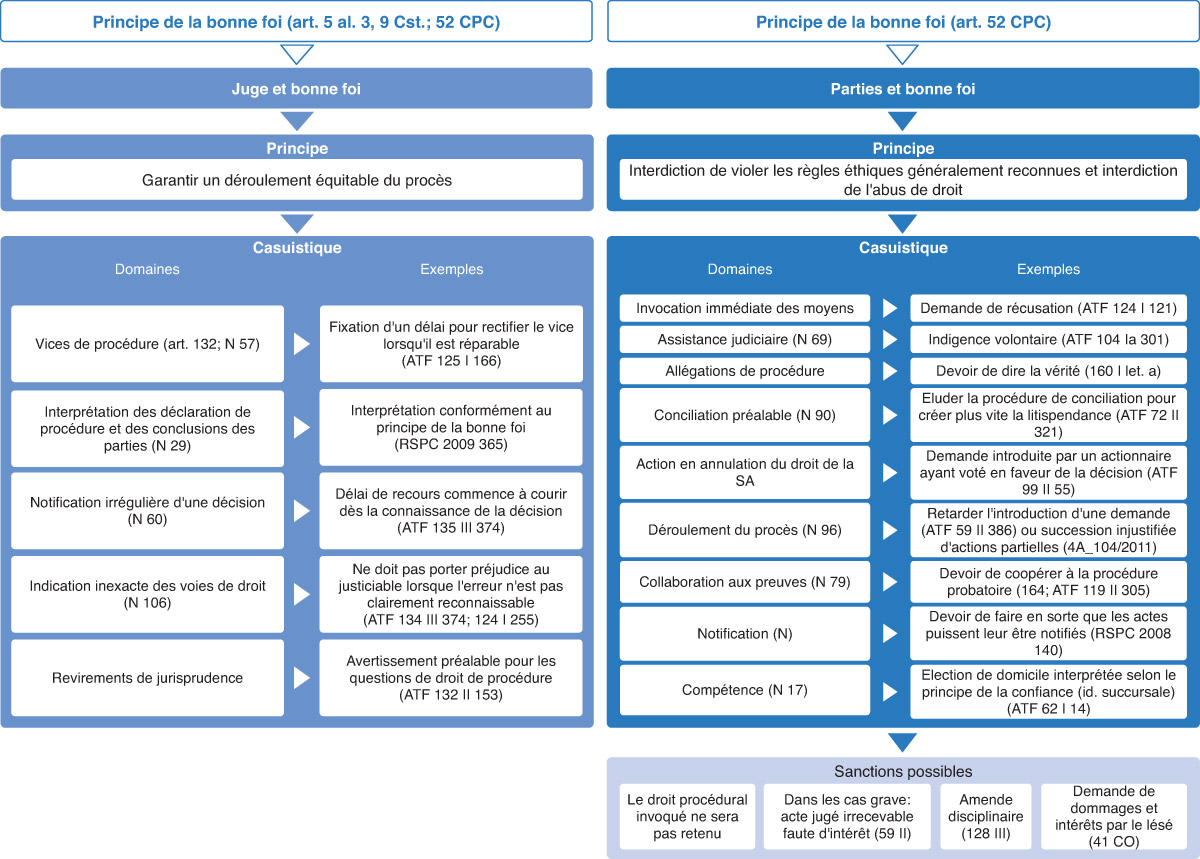 Principe de la bonne foi (art. 5 al. 3, 9 Cst.; 52 CPC)
Juge et bonne foi
Principe
Garantir un déroulement équitable du procès
Casuistique
Domaines
Exemples
Vices de procédure (art. 132; N 57)
Fixation d'un délai pour rectifier le vice
lorsqu'il est réparable
(ATF 125 I 166)
Interprétation des déclaration de
procédure et des conclusions des
parties (N 29)
Interprétation conformément au
principe de la bonne foi
(RSPC 2009 365)
Notification irrégulière d'une décision
(N 60)
Délai de recours commence à courir
dès la connaissance de la décision
(ATF 135 III 374)
Indication inexacte des voies de droit
(N 106)
Ne doit pas porter préjudice au
justiciable lorsque l'erreur n'est pas
clairement reconnaissable
(ATF 134 III 374; 124 I 255)
Revirements de jurisprudence
Avertissement préalable pour les
questions de droit de procédure
(ATF 132 II 153)
Principe de la bonne foi (art. 52 CPC)
Parties et bonne foi
Principe
Interdiction de violer les règles éthiques généralement reconnues et interdiction
de l'abus de droit
Casuistique
Domaines
Exemples
Invocation immédiate des moyens
Demande de récusation (ATF 124 I 121)
Assistance judiciaire (N 69)
Indigence volontaire (ATF 104 Ia 301)
Allégations de procédure
Devoir de dire la vérité (160 I let. a)
Conciliation préalable (N 90)
Eluder la procédure de conciliation pour
créer plus vite la litispendance (ATF 72 II
321)
Action en annulation du droit de la
SA
Demande introduite par un actionnaire
ayant voté en faveur de la décision (ATF
99 II 55)
Déroulement du procès (N 96)
Retarder l'introduction d'une demande
(ATF 59 II 386) ou succession injustifiée
d'actions partielles (4A_104/2011)
Collaboration aux preuves (N 79)
Devoir de coopérer à la procédure
probatoire (164; ATF 119 II 305)
Notification (N)
Devoir de faire en sorte que les actes
puissent leur être notifiés (RSPC 2008
140)
Compétence (N 17)
Election de domicile interprétée selon le
principe de la confiance (id. succursale)
(ATF 62 I 14)
Sanctions possibles
Le droit procédural
invoqué ne sera
pas retenu
Dans les cas grave:
acte jugé irrecevable
faute d'intérêt (59 II)
Amende
disciplinaire
(128 III)
Demande de
dommages et
intérêts par le lésé
(41 CO)